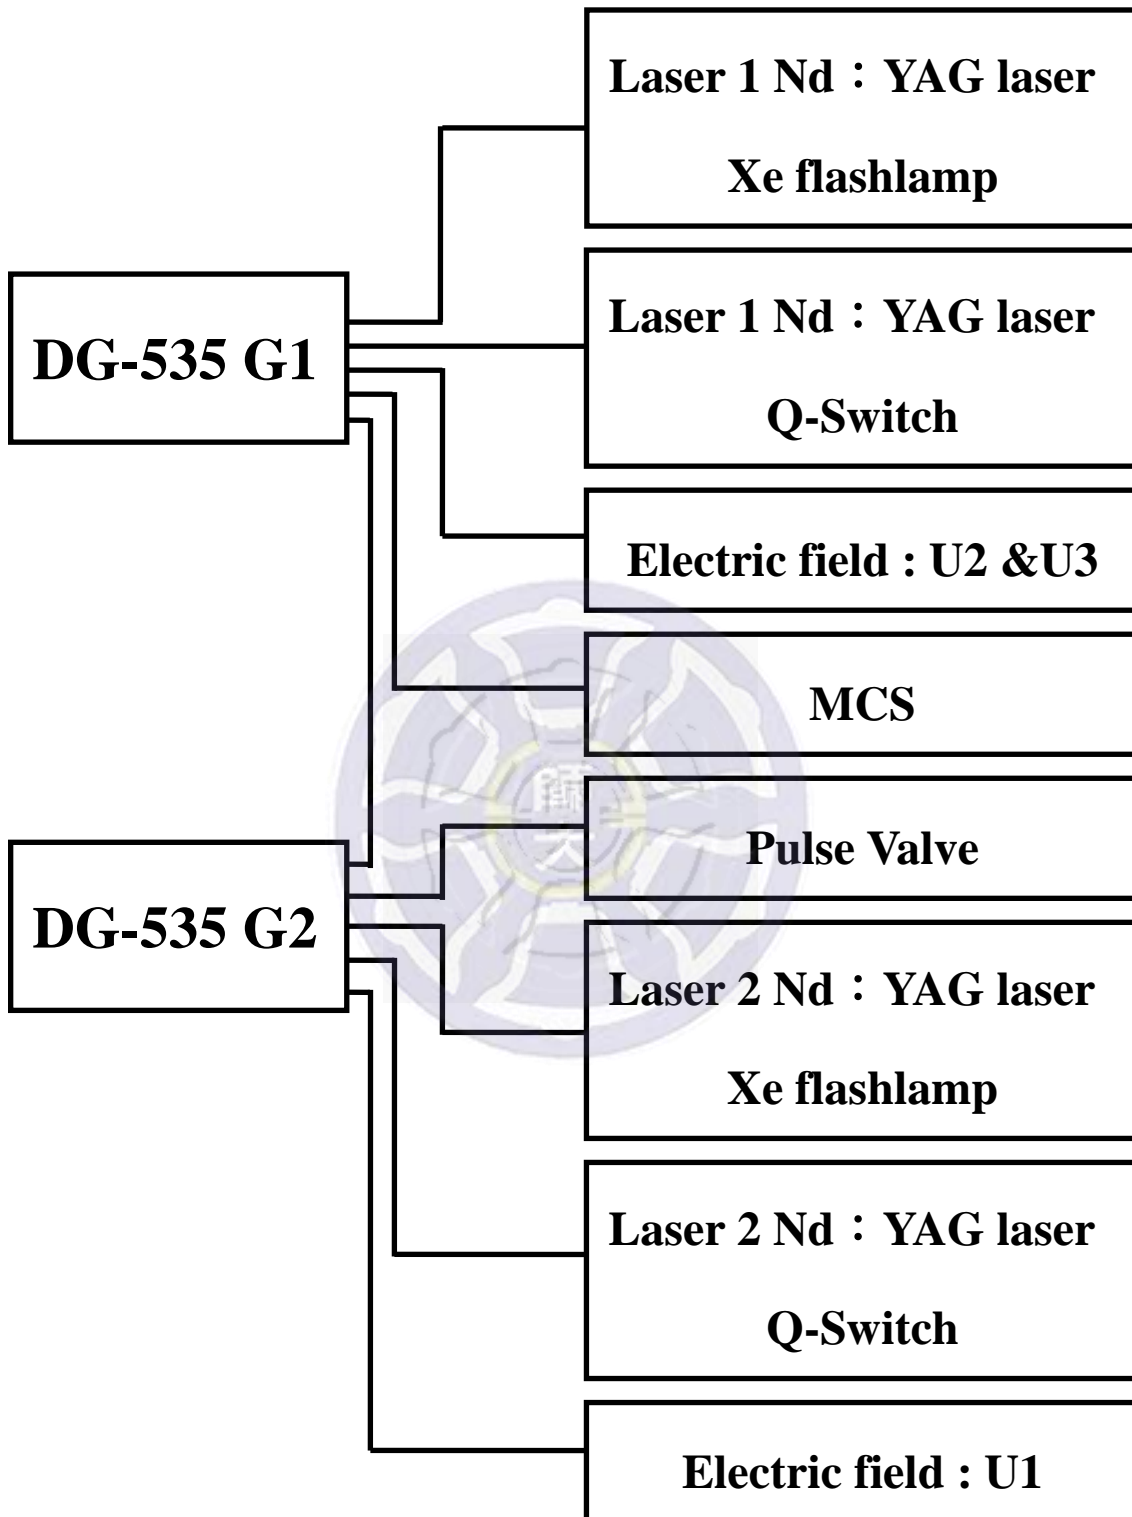 Laser 1 Nd：YAG laser
Xe flashlamp
DG-535 G1
Laser 1 Nd：YAG laser
Q-Switch
Electric field : U2 &U3
MCS
Pulse Valve
師大
DG-535 G2
Laser 2 Nd：YAG laser
Xe flashlamp
Laser 2 Nd：YAG laser
Q-Switch
Electric field : U1